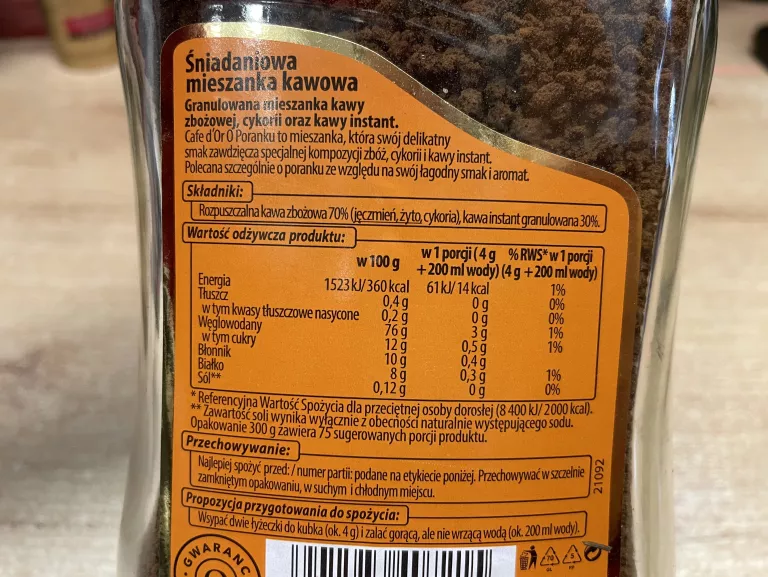 Śniadaniowa
mieszanka kawowa
Granulowana mieszanka kawy
zbożowej, cykorii oraz kawy instant.
Cafe d'Or O Poranku to mieszanka, która swój delikatny
smak zawdzięcza specjalnej kompozycji zbóż, cykorii i kawy instant.
Polecana szczególnie o poranku ze względu na swój łagodny smak i aromat.
Składniki:
Rozpuszczalna kawa zbożowa 70% (jęczmień, żyto, cykoria), kawa instant granulowana 30%.
Wartość odżywcza produktu:
w 100 g w 1 porcji (4 g + 200 ml wody) % RWS* w 1 porcji (4 g + 200 ml wody)
Energia 1523 kJ/360 kcal 61 kJ/14 kcal 1%
Tłuszcz 0,4 g 0 g 0%
w tym kwasy tłuszczowe nasycone 0,2 g 0 g 0%
Węglowodany 76 g 3 g 1%
w tym cukry 12 g 0,5 g 1%
Błonnik 10 g 0,4 g
Białko 8 g 0,3 g 1%
Sól** 0,12 g 0 g 0%
* Referencyjna Wartość Spożycia dla przeciętnej osoby dorosłej (8 400 kJ/ 2000 kcal).
** Zawartość soli wynika wyłącznie z obecności naturalnie występującego sodu.
Opakowanie 300 g zawiera 75 sugerowanych porcji produktu.
Przechowywanie:
Najlepiej spożyć przed: / numer partii: podane na etykiecie poniżej. Przechowywać w szczelnie
zamkniętym opakowaniu, w suchym i chłodnym miejscu.
21092
Propozycja przygotowania do spożycia:
Wsypać dwie łyżeczki do kubka (ok. 4 g) i zalać gorącą, ale nie wrzącą wodą (ok. 200 ml wody).
GWARANC
70
GL
5
PP